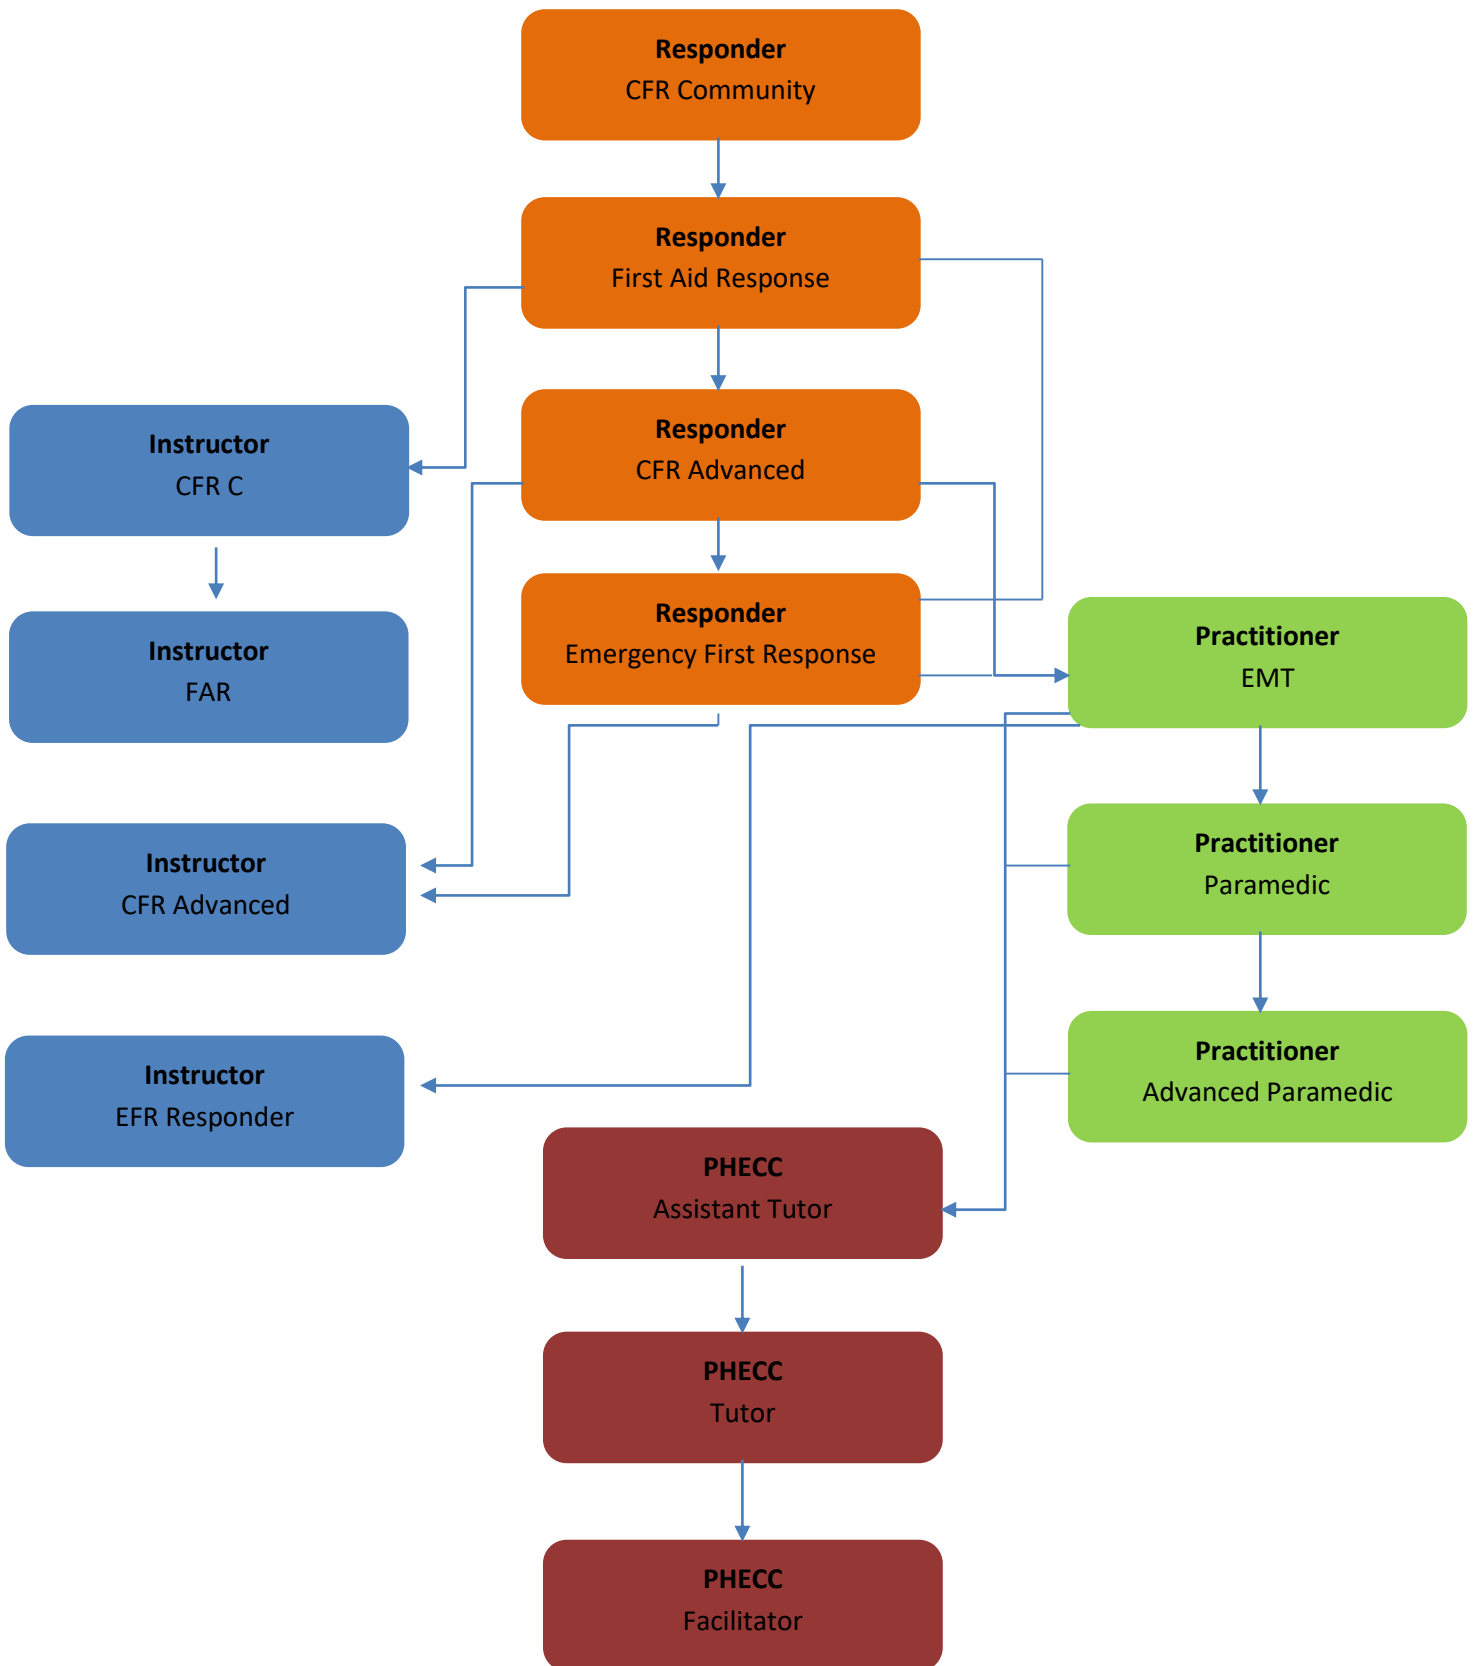 Responder
CFR Community
Responder
First Aid Response
Responder
CFR Advanced
Instructor
CFR C
Responder
Emergency First Response
Instructor
FAR
Practitioner
EMT
Instructor
CFR Advanced
Practitioner
Paramedic
Instructor
EFR Responder
Practitioner
Advanced Paramedic
PHECC
Assistant Tutor
PHECC
Tutor
PHECC
Facilitator